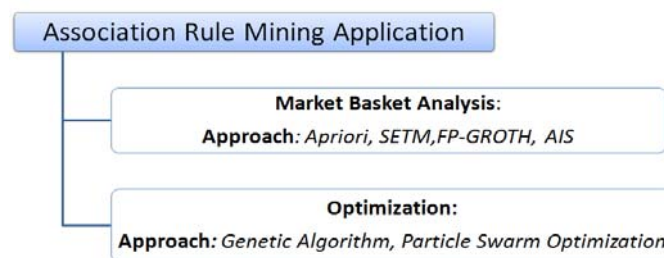 Association Rule Mining Application
Market Basket Analysis:
Approach: Apriori, SETM,FP-GROTH, AIS
Optimization:
Approach: Genetic Algorithm, Particle Swarm Optimization